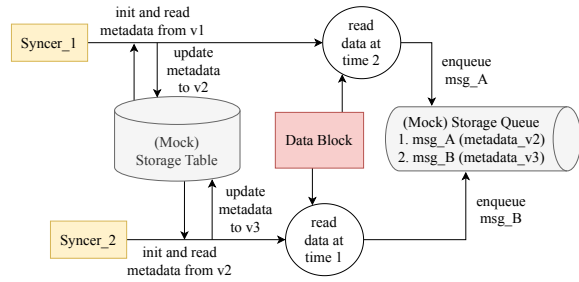 Syncer_1
init and read
metadata from v1
update
metadata
to v2
read
data at
time 2
enqueue
msg_A
(Mock)
Storage Table
Data Block
(Mock) Storage Queue
1. msg_A (metadata_v2)
2. msg_B (metadata_v3)
update
metadata
to v3
enqueue
msg_B
Syncer_2
init and read
metadata from v2
read
data at
time 1